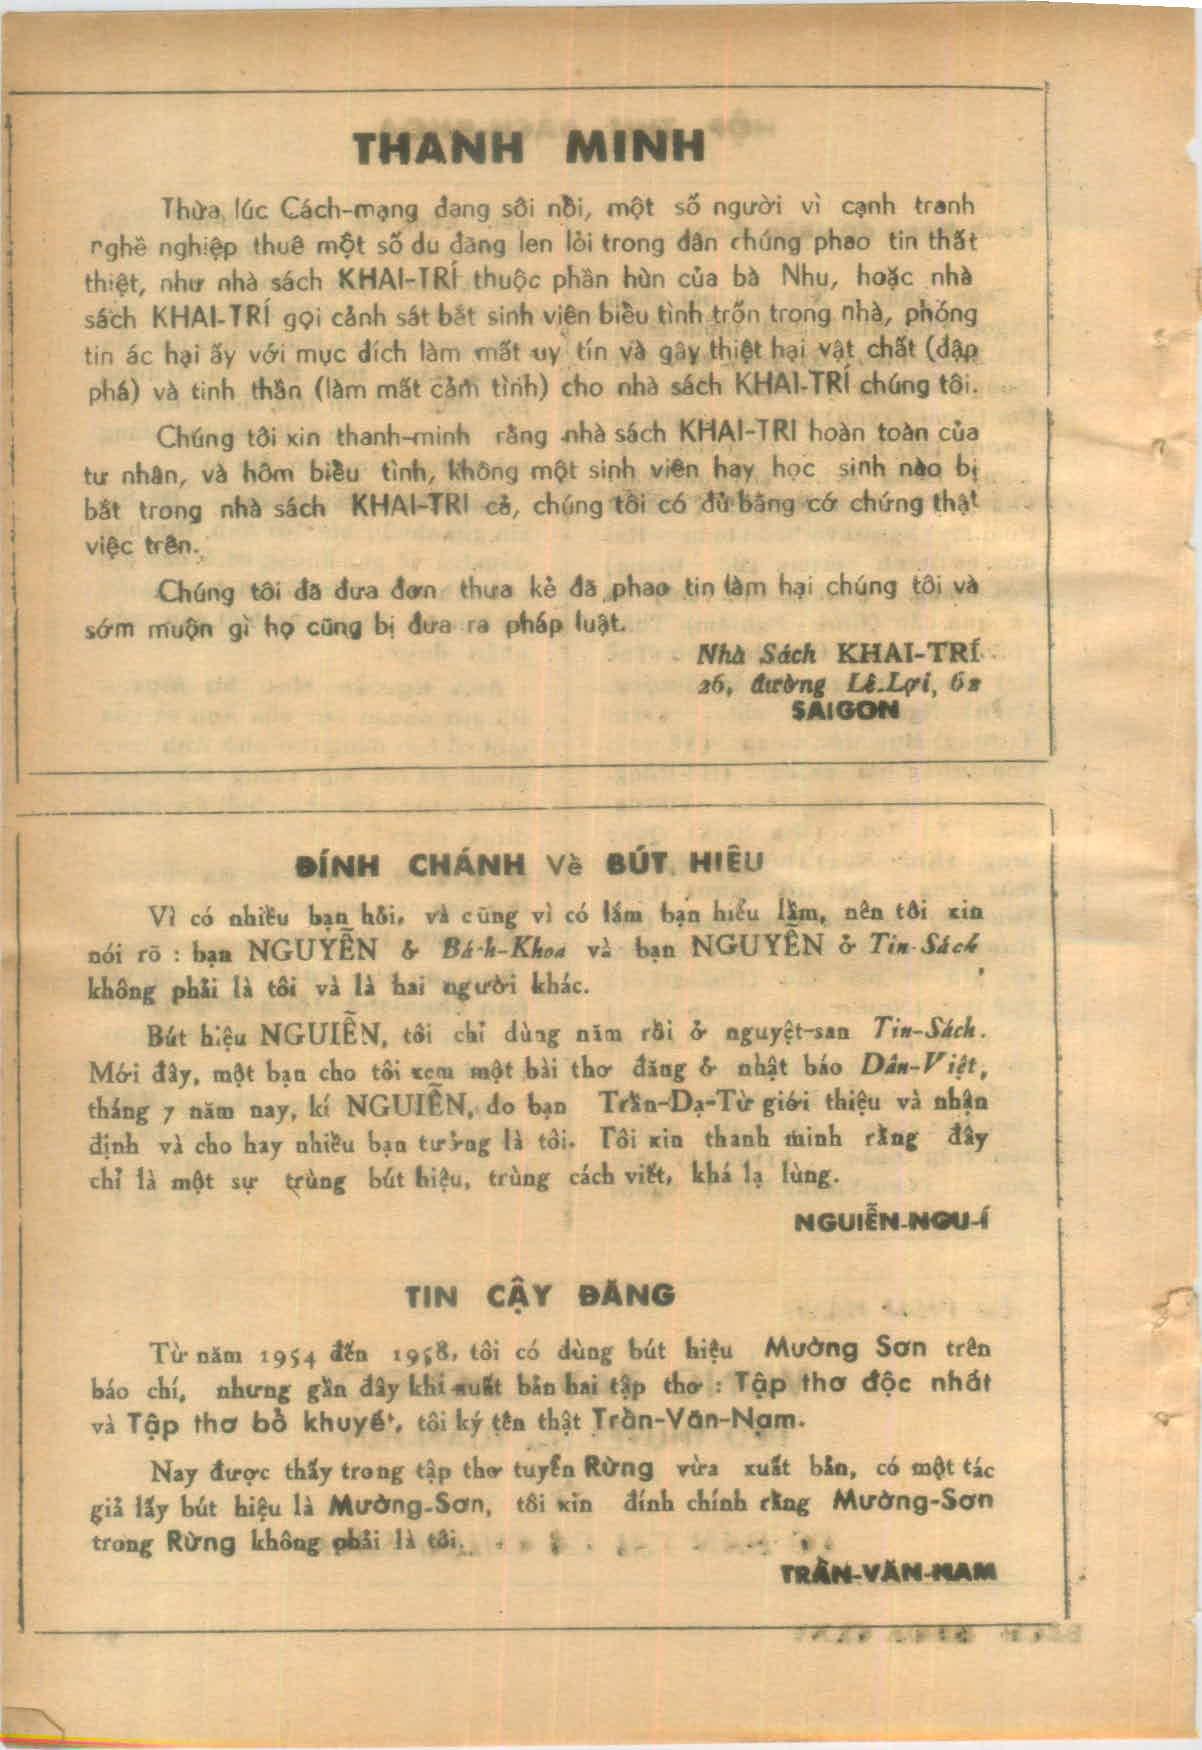 THANH MINH
Thừa lúc Cách-mạng đang sôi nổi, một số người vì cạnh tranh
nghề nghiệp thuê một số du đãng len lỏi trong dân chúng phao tin thất
thiệt, như nhà sách KHAI-TRÍ thuộc phần hùn của bà Nhu, hoặc nhà
sách KHAI-TRÍ gọi cảnh sát bắt sinh viên biểu tình trốn trong nhà, phóng
tin ác hại ấy với mục đích làm mất uy tín và gây thiệt hại vật chất (đập
phá) và tinh thần (làm mất cảm tình) cho nhà sách KHAI-TRÍ chúng tôi.
Chúng tôi xin thanh-minh rằng nhà sách KHAI-TRI hoàn toàn của
tư nhân, và hôm biểu tình, không một sinh viên hay học sinh nào bị
bắt trong nhà sách KHAI-TRI cả, chúng tôi có đủ bằng cớ chứng thật
việc trên.
Chúng tôi đã đưa đơn thưa kẻ đã phao tin làm hại chúng tôi và
sớm muộn gì họ cũng bị đưa ra pháp luật.
Nhà Sách KHAI-TRÍ
26, đường Lê-Lợi, 62
SAIGON
ĐÍNH CHÁNH Về BÚT HIỆU
Vì có nhiều bạn hỏi, và cũng vì có lắm bạn hiểu lầm, nên tôi xin
nói rõ : bạn NGUYỄN ở Bách-Khoa và bạn NGUYỄN ở Tin-Sách
không phải là tôi và là hai người khác.
Bút hiệu NGUIỄN, tôi chỉ dùng năm rồi ở nguyệt-san Tin-Sách.
Mới đây, một bạn cho tôi xem một bài thơ đăng ở nhật báo Dân-Việt,
tháng 7 năm nay, kí NGUIỄN, do bạn Trần-Dạ-Từ giới thiệu và nhận
định và cho hay nhiều bạn tưởng là tôi. Tôi xin thanh minh rằng đây
chỉ là một sự trùng bút hiệu, trùng cách viết, khá lạ lùng.
NGUIỄN-NGU-Í
TIN CẬY ĐĂNG
Từ năm 1954 đến 1958, tôi có dùng bút hiệu Mường Sơn trên
báo chí, nhưng gần đây khi xuất bản hai tập thơ : Tập thơ độc nhất
và Tập thơ bổ khuyết, tôi ký tên thật Trần-Văn-Nam.
Nay được thấy trong tập thơ tuyển Rừng vừa xuất bản, có một tác
giả lấy bút hiệu là Mường-Sơn, tôi xin đính chính rằng Mường-Sơn
trong Rừng không phải là tôi.
TRẦN-VĂN-NAM